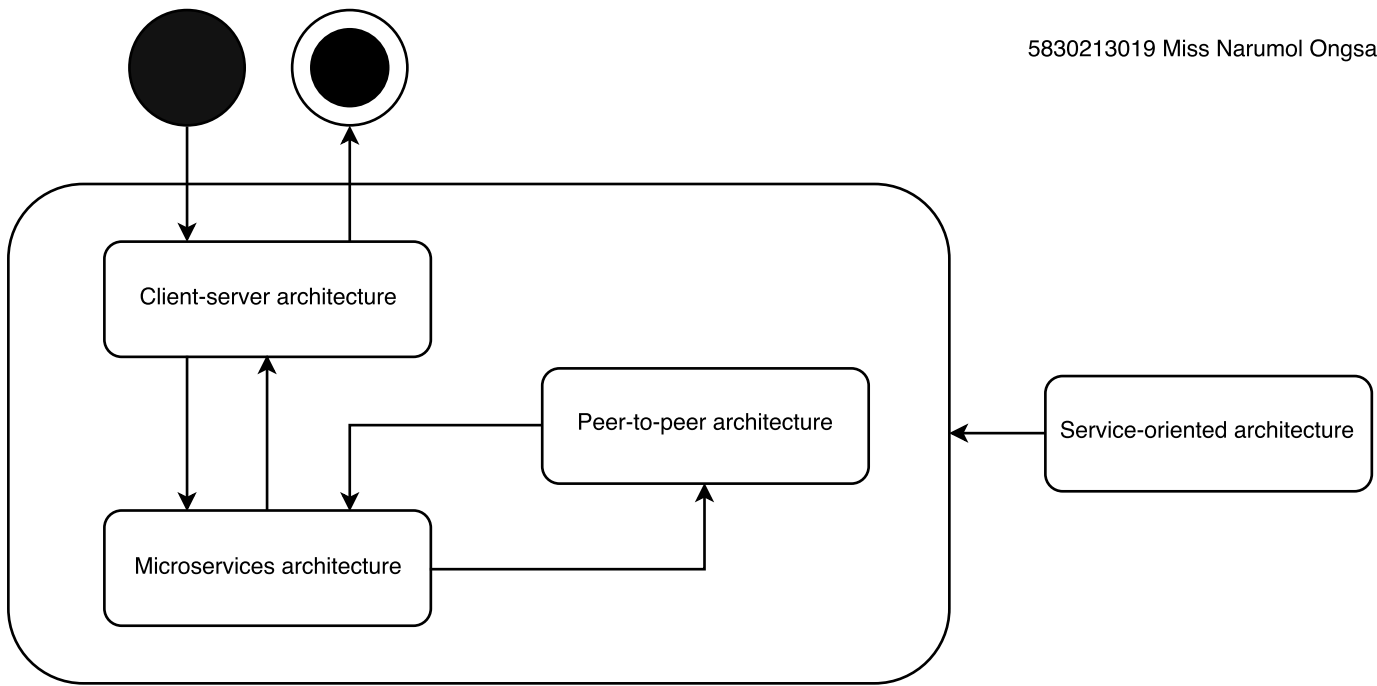 5830213019 Miss Narumol Ongsa
Client-server architecture
Peer-to-peer architecture
Service-oriented architecture
Microservices architecture